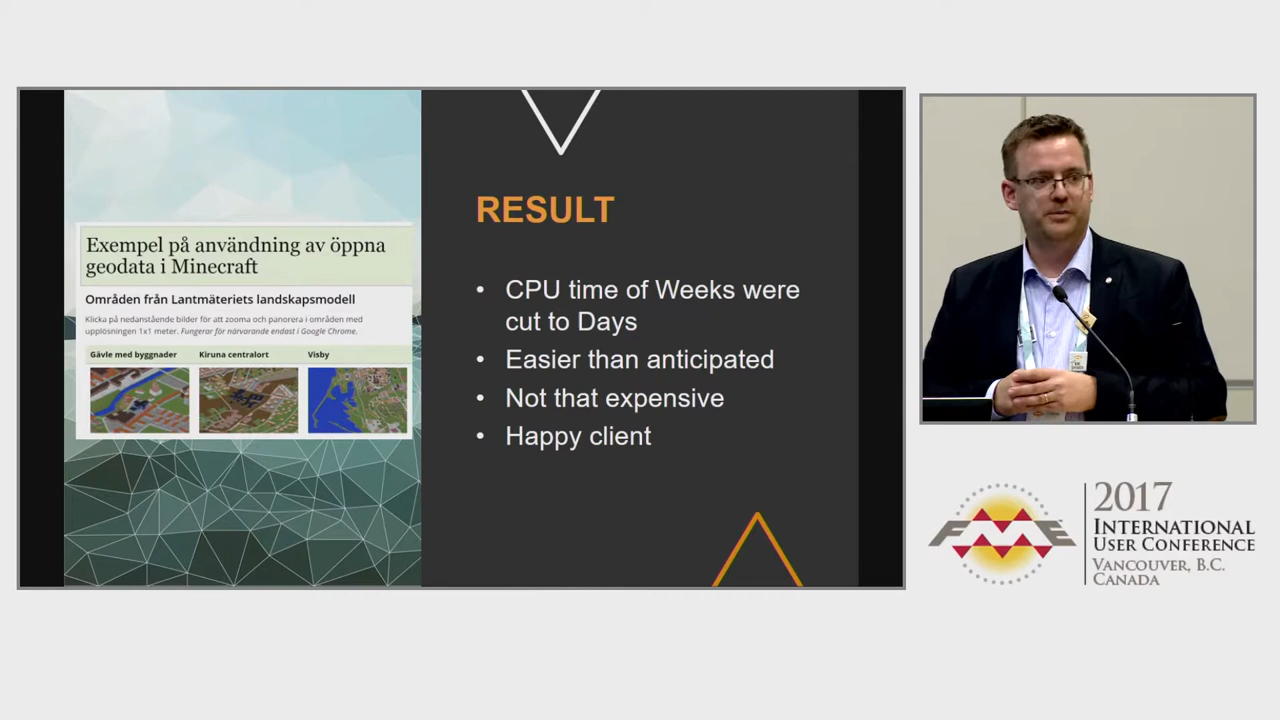 Exempel på användning av öppna
geodata i Minecraft
Områden från Lantmäteriets landskapsmodell
Klicka på nedanstående bilder för att zooma och panorera i områden med
upplösningen 1x1 meter. Fungerar för närvarande endast i Google Chrome.
Gävle med byggnader
Kiruna centralort
Visby
RESULT
• CPU time of Weeks were
cut to Days
• Easier than anticipated
• Not that expensive
• Happy client
FME
2017
INTERNATIONAL
USER CONFERENCE
VANCOUVER, B.C.
CANADA